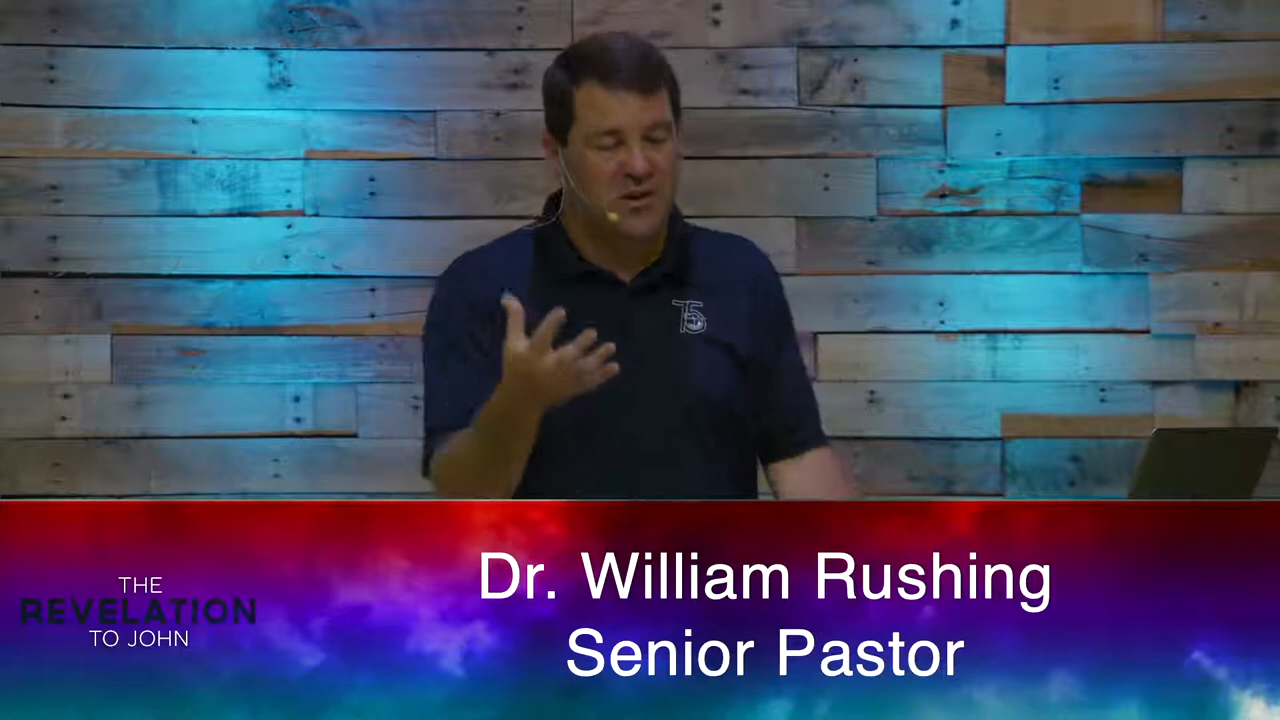 THE
REVELATION
TO JOHN
Dr. William Rushing
Senior Pastor